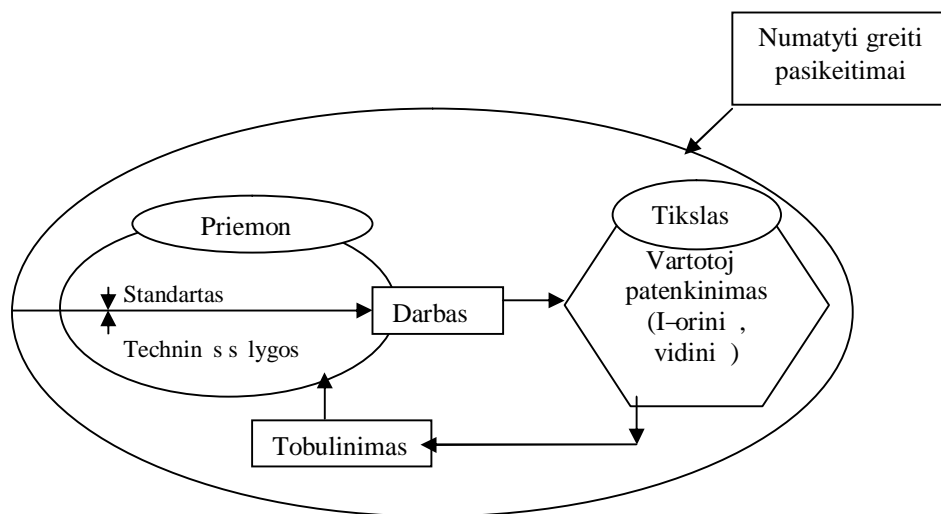 Numatyti greiti
pasikeitimai
Priemon
Tikslas
Standartas
Technin s s lygos
Darbas
Vartotoj
patenkinimas
(I–orini ,
vidini )
Tobulinimas